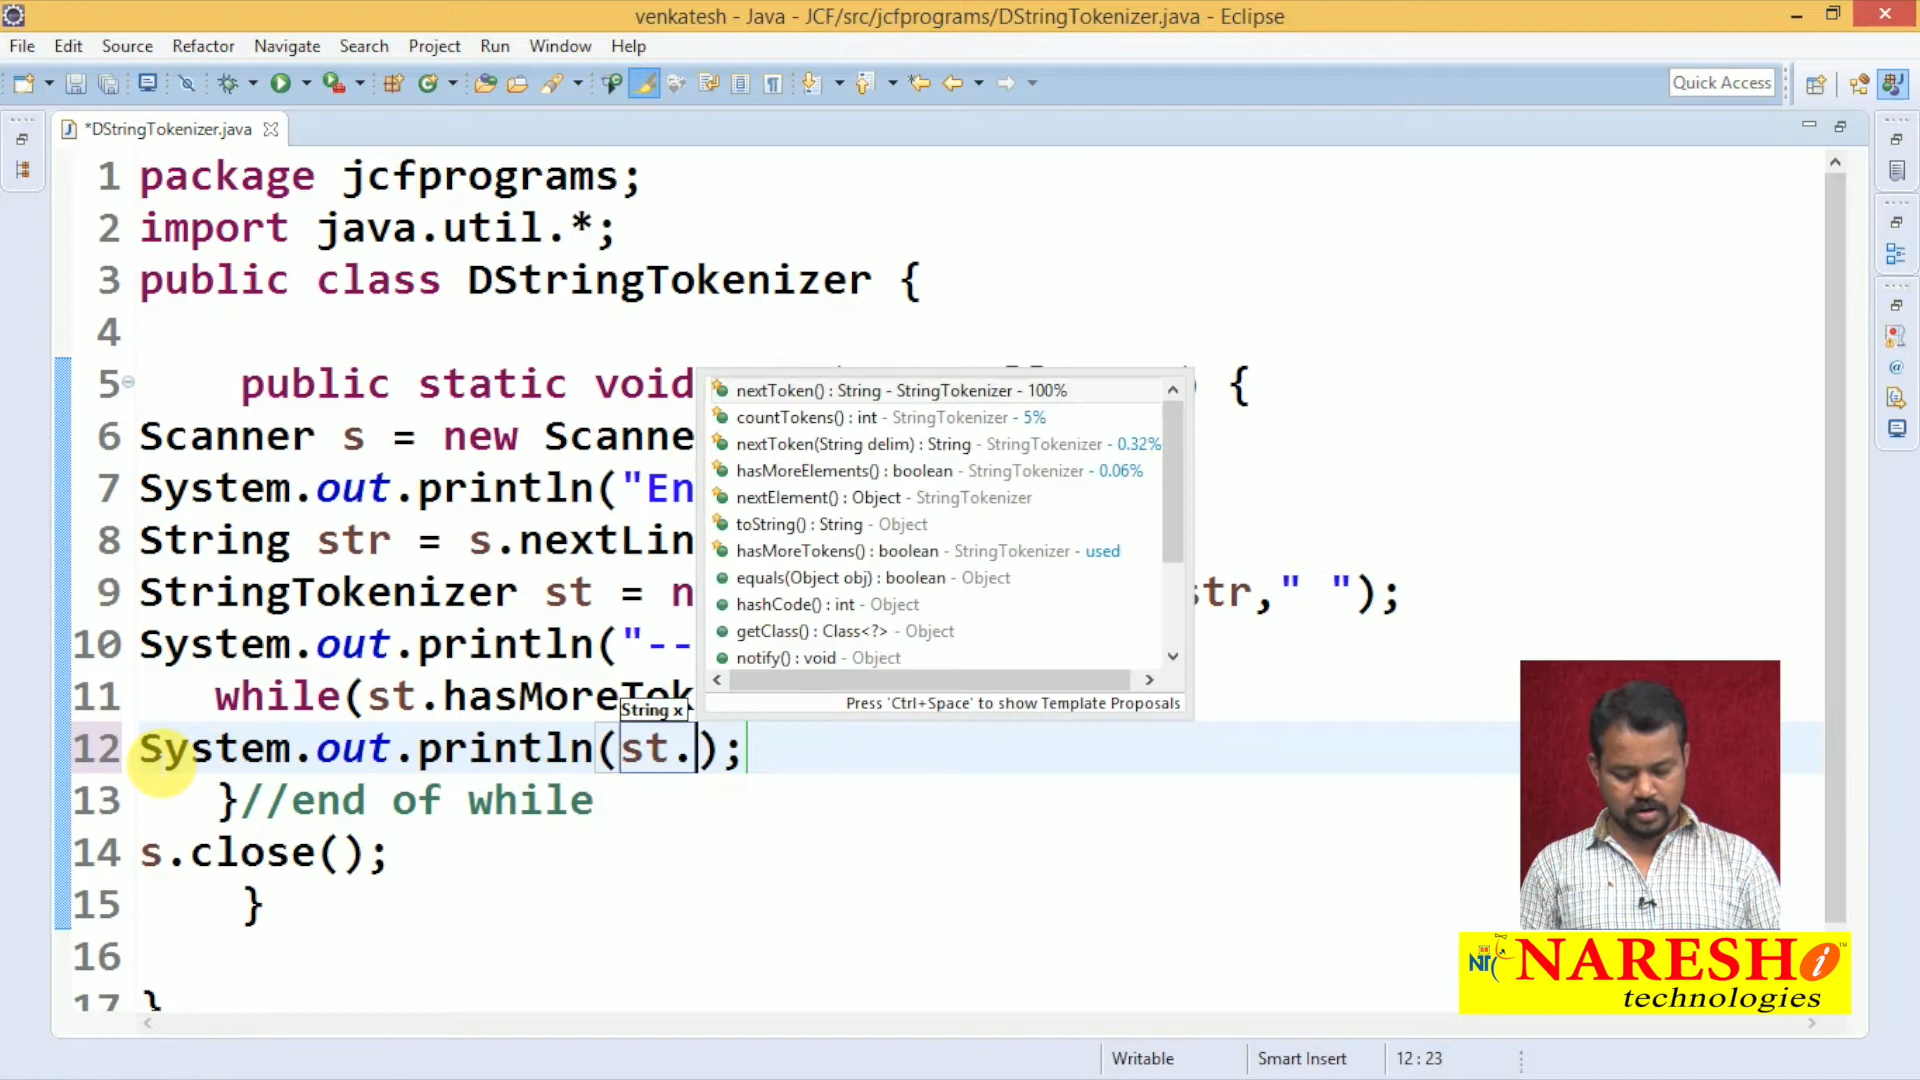 venkatesh - Java - JCF/src/jcfprograms/DStringTokenizer.java - Eclipse
File Edit Source Refactor Navigate Search Project Run Window Help
Quick Access
*DStringTokenizer.java
1 package jcfprograms;
2 import java.util.*;
3 public class DStringTokenizer {
4
5 public static void ) {
6 Scanner s = new Scanne
7 System.out.println("En
8 String str = s.nextLin
9 StringTokenizer st = n str," ");
10 System.out.println("--
11 while(st.hasMoreTok
String x
12 System.out.println(st.);
13 }//end of while
14 s.close();
15 }
16
17 }
nextToken() : String - StringTokenizer - 100%
countTokens() : int - StringTokenizer - 5%
nextToken(String delim) : String - StringTokenizer - 0.32%
hasMoreElements() : boolean - StringTokenizer - 0.06%
nextElement() : Object - StringTokenizer
toString() : String - Object
hasMoreTokens() : boolean - StringTokenizer - used
equals(Object obj) : boolean - Object
hashCode() : int - Object
getClass() : Class<?> - Object
notify() : void - Object
Press 'Ctrl+Space' to show Template Proposals
NARESH i ™
technologies
Writable Smart Insert 12 : 23